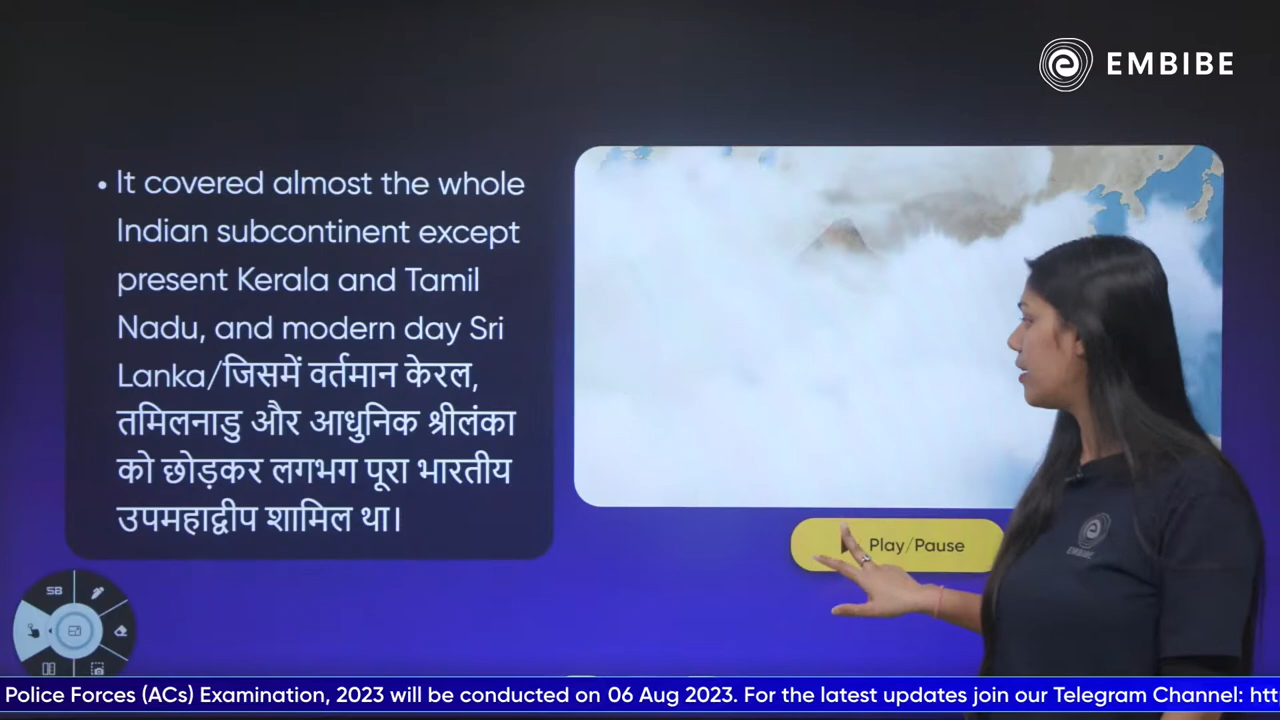 EMBIBE
• It covered almost the whole
Indian subcontinent except
present Kerala and Tamil
Nadu, and modern day Sri
Lanka/जिसमें वर्तमान केरल,
तमिलनाडु और आधुनिक श्रीलंका
को छोड़कर लगभग पूरा भारतीय
उपमहाद्वीप शामिल था।
Play/Pause
SB
EMBIBE
Police Forces (ACs) Examination, 2023 will be conducted on 06 Aug 2023. For the latest updates join our Telegram Channel: htt